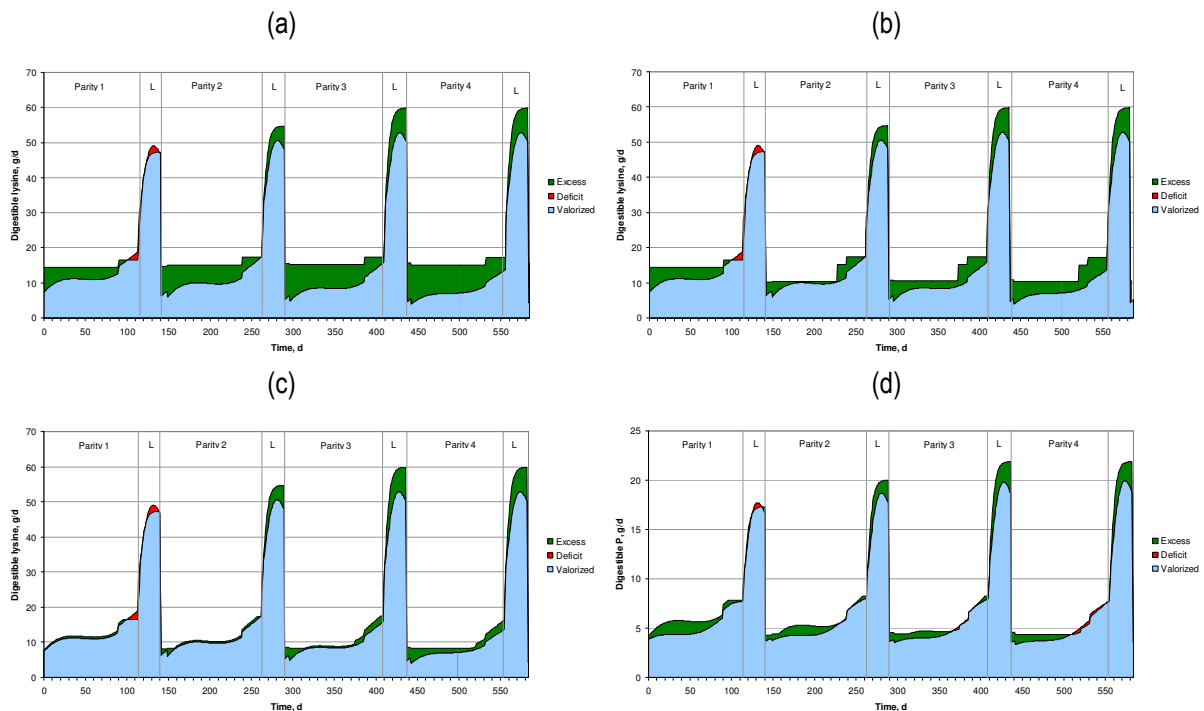 (a)
70
60
50
40
30
20
10
0
Digestible lysine, g/d
Parity 1 L Parity 2 L Parity 3 L Parity 4 L
0 50 100 150 200 250 300 350 400 450 500 550
Time, d
Excess
Deficit
Valorized
(b)
70
60
50
40
30
20
10
0
Digestible lysine, g/d
Parity 1 L Parity 2 L Parity 3 L Parity 4 L
0 50 100 150 200 250 300 350 400 450 500 550
Time, d
Excess
Deficit
Valorized
(c)
70
60
50
40
30
20
10
0
Digestible lysine, g/d
Parity 1 L Parity 2 L Parity 3 L Parity 4 L
0 50 100 150 200 250 300 350 400 450 500 550
Time, d
Excess
Deficit
Valorized
(d)
25
20
15
10
5
0
Digestible P, g/d
Parity 1 L Parity 2 L Parity 3 L Parity 4 L
0 50 100 150 200 250 300 350 400 450 500 550
Time, d
Excess
Deficit
Valorized